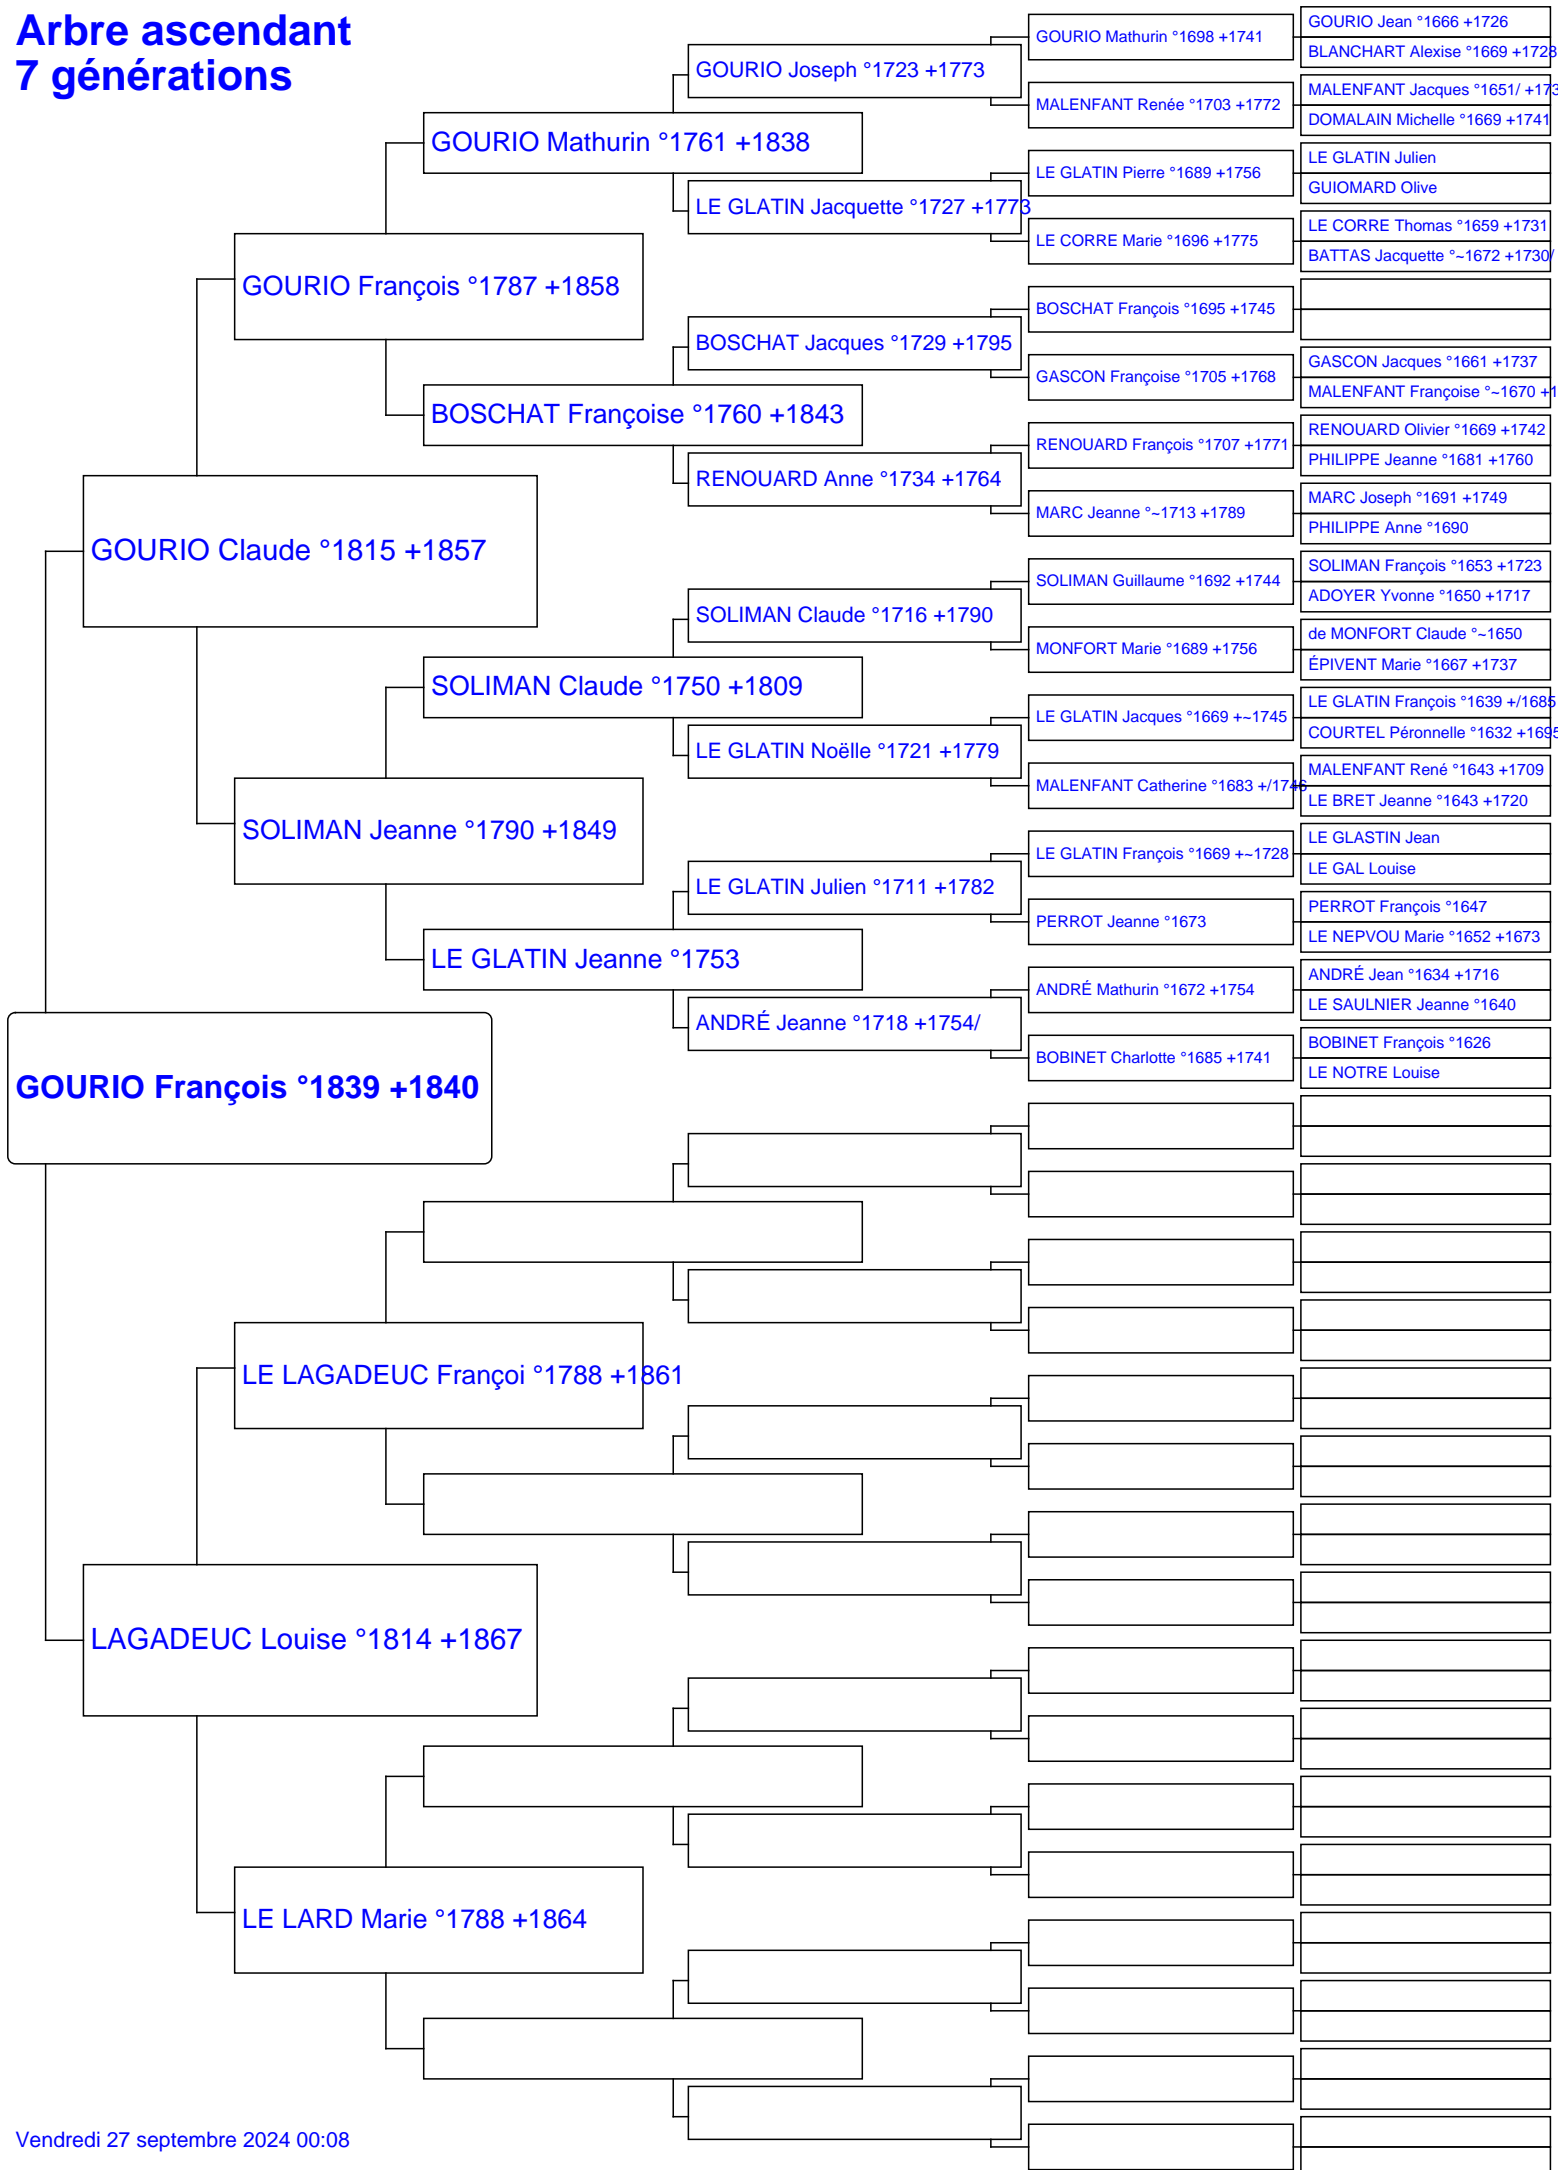 Arbre ascendant
7 générations
GOURIO François °1839 +1840
GOURIO Claude °1815 +1857
LAGADEUC Louise °1814 +1867
GOURIO François °1787 +1858
SOLIMAN Jeanne °1790 +1849
LE LAGADEUC Françoi °1788 +1861
LE LARD Marie °1788 +1864
GOURIO Mathurin °1761 +1838
BOSCHAT Françoise °1760 +1843
SOLIMAN Claude °1750 +1809
LE GLATIN Jeanne °1753
GOURIO Joseph °1723 +1773
LE GLATIN Jacquette °1727 +1773
BOSCHAT Jacques °1729 +1795
RENOUARD Anne °1734 +1764
SOLIMAN Claude °1716 +1790
LE GLATIN Noëlle °1721 +1779
LE GLATIN Julien °1711 +1782
ANDRÉ Jeanne °1718 +1754/
GOURIO Mathurin °1698 +1741
MALENFANT Renée °1703 +1772
LE GLATIN Pierre °1689 +1756
LE CORRE Marie °1696 +1775
BOSCHAT François °1695 +1745
GASCON Françoise °1705 +1768
RENOUARD François °1707 +1771
MARC Jeanne °~1713 +1789
SOLIMAN Guillaume °1692 +1744
MONFORT Marie °1689 +1756
LE GLATIN Jacques °1669 +~1745
MALENFANT Catherine °1683 +/1746
LE GLATIN François °1669 +~1728
PERROT Jeanne °1673
ANDRÉ Mathurin °1672 +1754
BOBINET Charlotte °1685 +1741
GOURIO Jean °1666 +1726
BLANCHART Alexise °1669 +1728
MALENFANT Jacques °1651/ +173
DOMALAIN Michelle °1669 +1741
LE GLATIN Julien
GUIOMARD Olive
LE CORRE Thomas °1659 +1731
BATTAS Jacquette °~1672 +1730/
GASCON Jacques °1661 +1737
MALENFANT Françoise °~1670 +1
RENOUARD Olivier °1669 +1742
PHILIPPE Jeanne °1681 +1760
MARC Joseph °1691 +1749
PHILIPPE Anne °1690
SOLIMAN François °1653 +1723
ADOYER Yvonne °1650 +1717
de MONFORT Claude °~1650
ÉPIVENT Marie °1667 +1737
LE GLATIN François °1639 +/1685
COURTEL Péronnelle °1632 +1695
MALENFANT René °1643 +1709
LE BRET Jeanne °1643 +1720
LE GLASTIN Jean
LE GAL Louise
PERROT François °1647
LE NEPVOU Marie °1652 +1673
ANDRÉ Jean °1634 +1716
LE SAULNIER Jeanne °1640
BOBINET François °1626
LE NOTRE Louise
Vendredi 27 septembre 2024 00:08